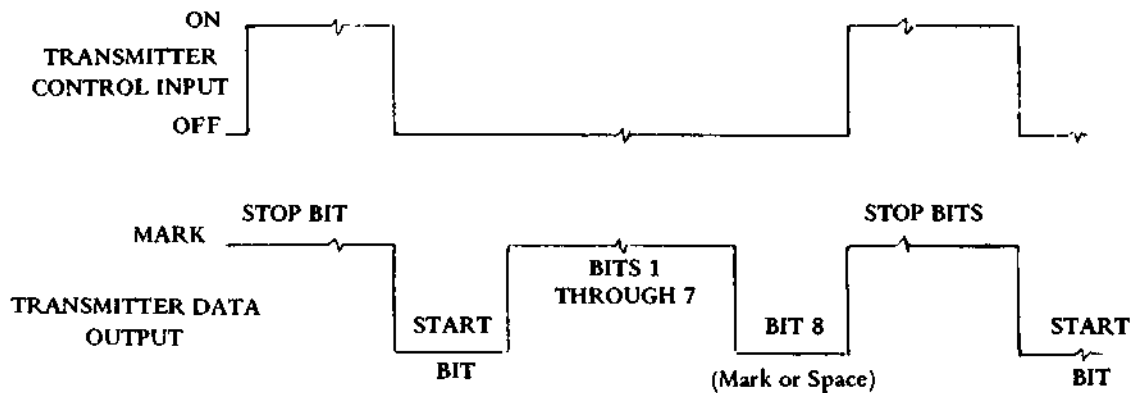 ON
TRANSMITTER
CONTROL INPUT
OFF
STOP BIT
STOP BITS
MARK
BITS 1
THROUGH 7
TRANSMITTER DATA
OUTPUT
START
BIT
BIT 8
(Mark or Space)
START
BIT